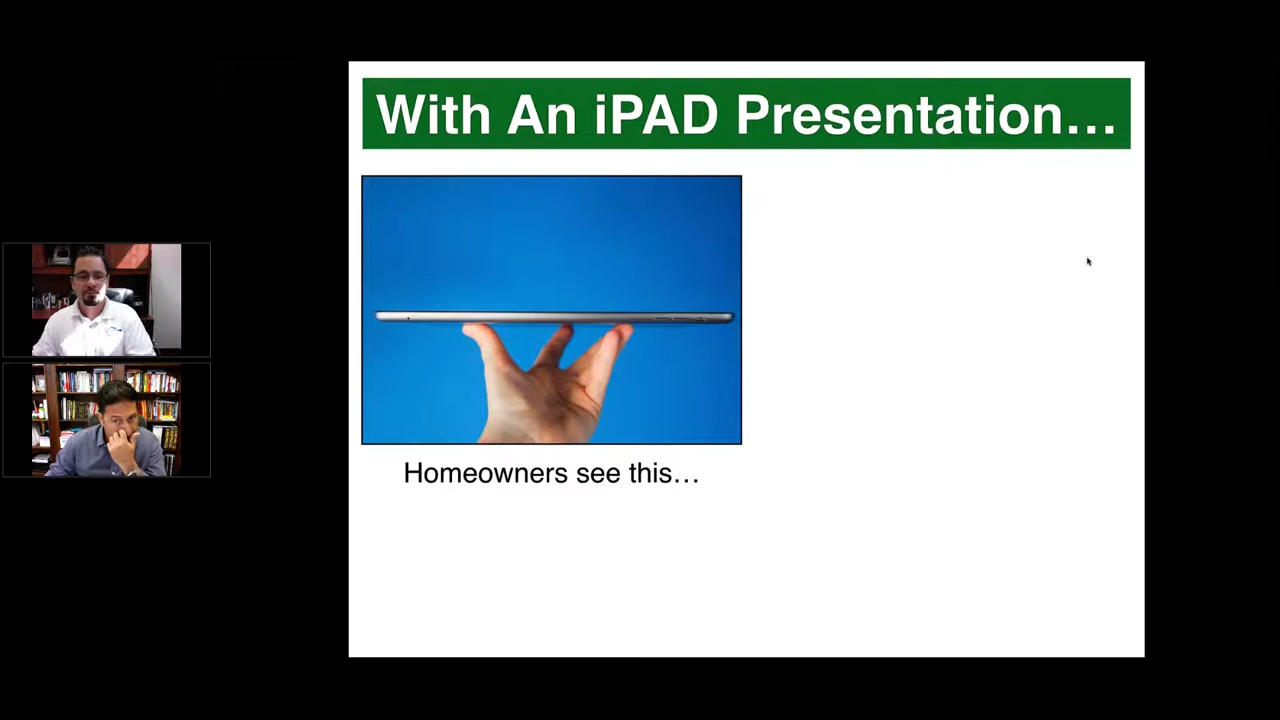 With An iPAD Presentation…
Homeowners see this…